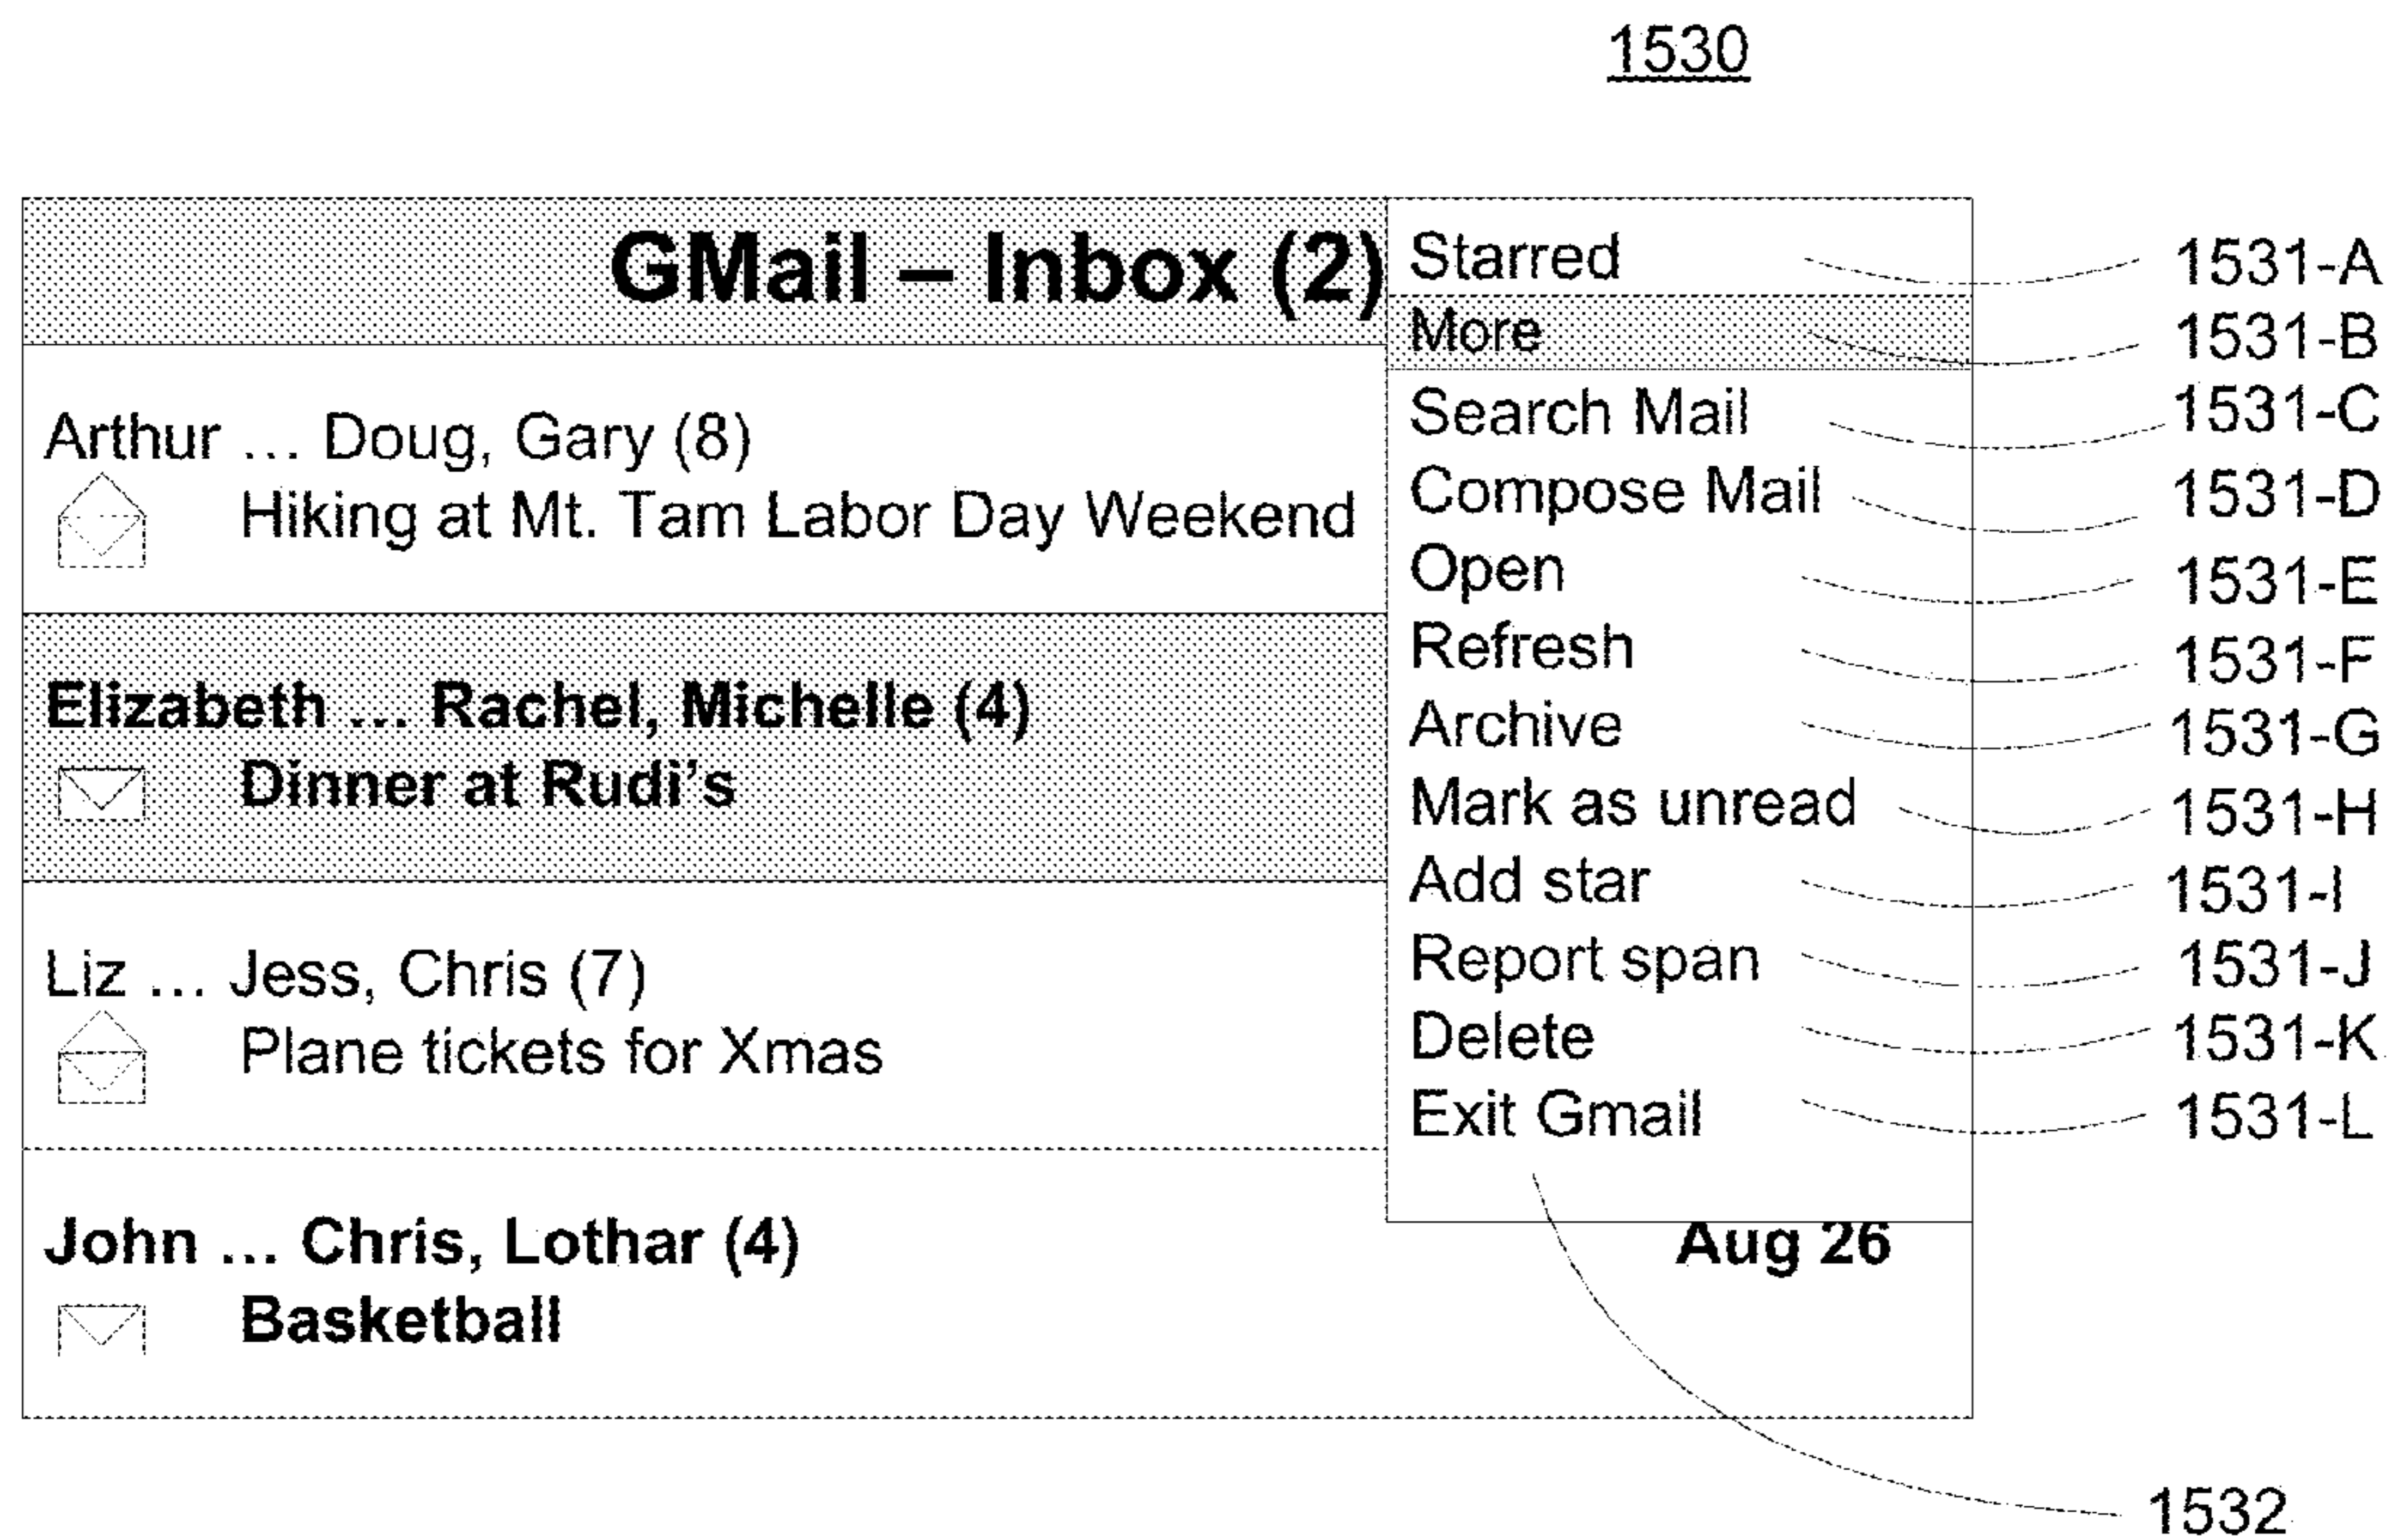 1530
GMail – Inbox (2)
Starred
1531-A
More
1531-B
Search Mail
1531-C
Arthur ... Doug, Gary (8)
Compose Mail
1531-D
Hiking at Mt. Tam Labor Day Weekend
Open
1531-E
Refresh
1531-F
Elizabeth ... Rachel, Michelle (4)
Archive
1531-G
Dinner at Rudi's
Mark as unread
1531-H
Add star
1531-I
Liz ... Jess, Chris (7)
Report span
1531-J
Plane tickets for Xmas
Delete
1531-K
Exit Gmail
1531-L
John ... Chris, Lothar (4)
Aug 26
Basketball
1532